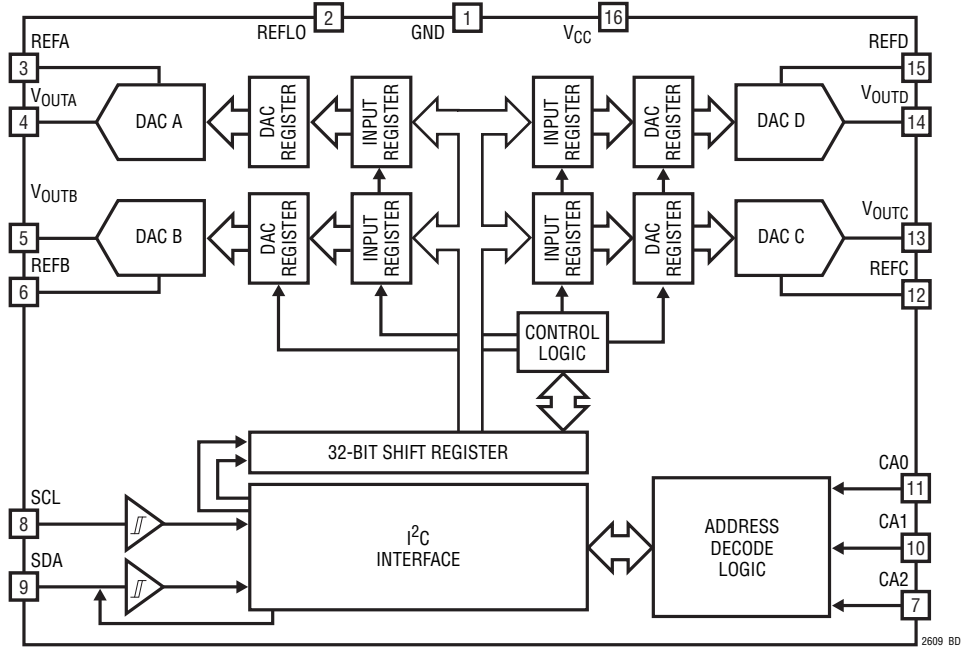 REFLO
2
GND
1
VCC
16
REFA
3
VOUTA
4
DAC A
DAC REGISTER
INPUT REGISTER
INPUT REGISTER
DAC REGISTER
DAC D
REFD
15
VOUTD
14
VOUTB
5
REFB
6
DAC B
DAC REGISTER
INPUT REGISTER
INPUT REGISTER
DAC REGISTER
DAC C
VOUTC
13
REFC
12
CONTROL
LOGIC
32-BIT SHIFT REGISTER
SCL
8
SDA
9
I2C
INTERFACE
ADDRESS
DECODE
LOGIC
CA0
11
CA1
10
CA2
7
2609 BD